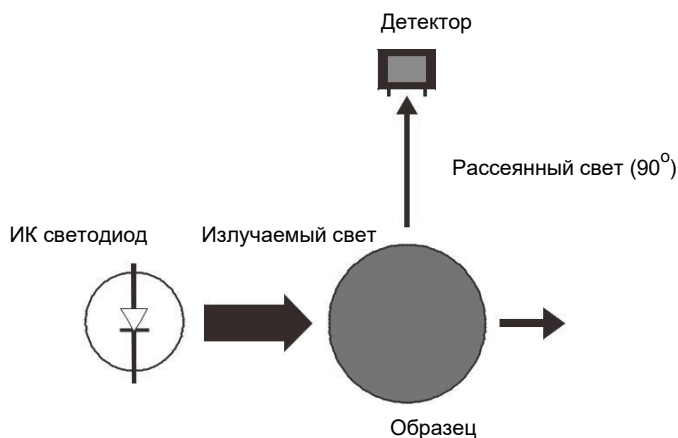 Детектор
Рассеянный свет (90°)
ИК светодиод
Излучаемый свет
Образец